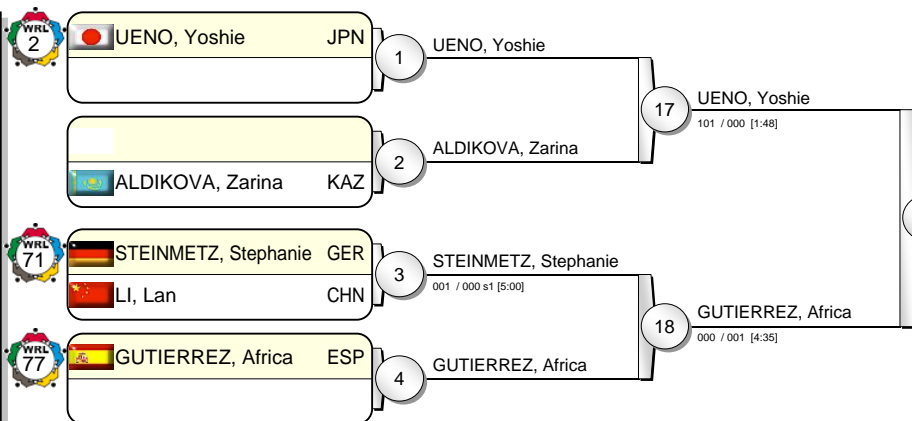 WRL
2
UENO, Yoshie JPN
1
UENO, Yoshie
17
UENO, Yoshie
101 / 000 [1:48]
2
ALDIKOVA, Zarina
ALDIKOVA, Zarina KAZ
WRL
71
STEINMETZ, Stephanie GER
LI, Lan CHN
3
STEINMETZ, Stephanie
001 / 000 s1 [5:00]
18
GUTIERREZ, Africa
000 / 001 [4:35]
WRL
77
GUTIERREZ, Africa ESP
4
GUTIERREZ, Africa